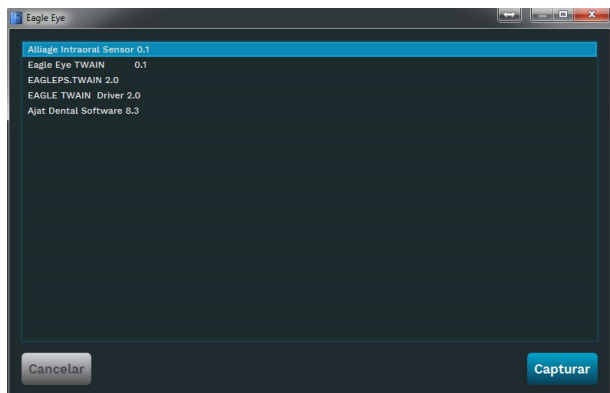 Eagle Eye
Alliage Intraoral Sensor 0.1
Eagle Eye TWAIN 0.1
EAGLEPS.TWAIN 2.0
EAGLE TWAIN Driver 2.0
Ajat Dental Software 8.3
Cancelar
Capturar